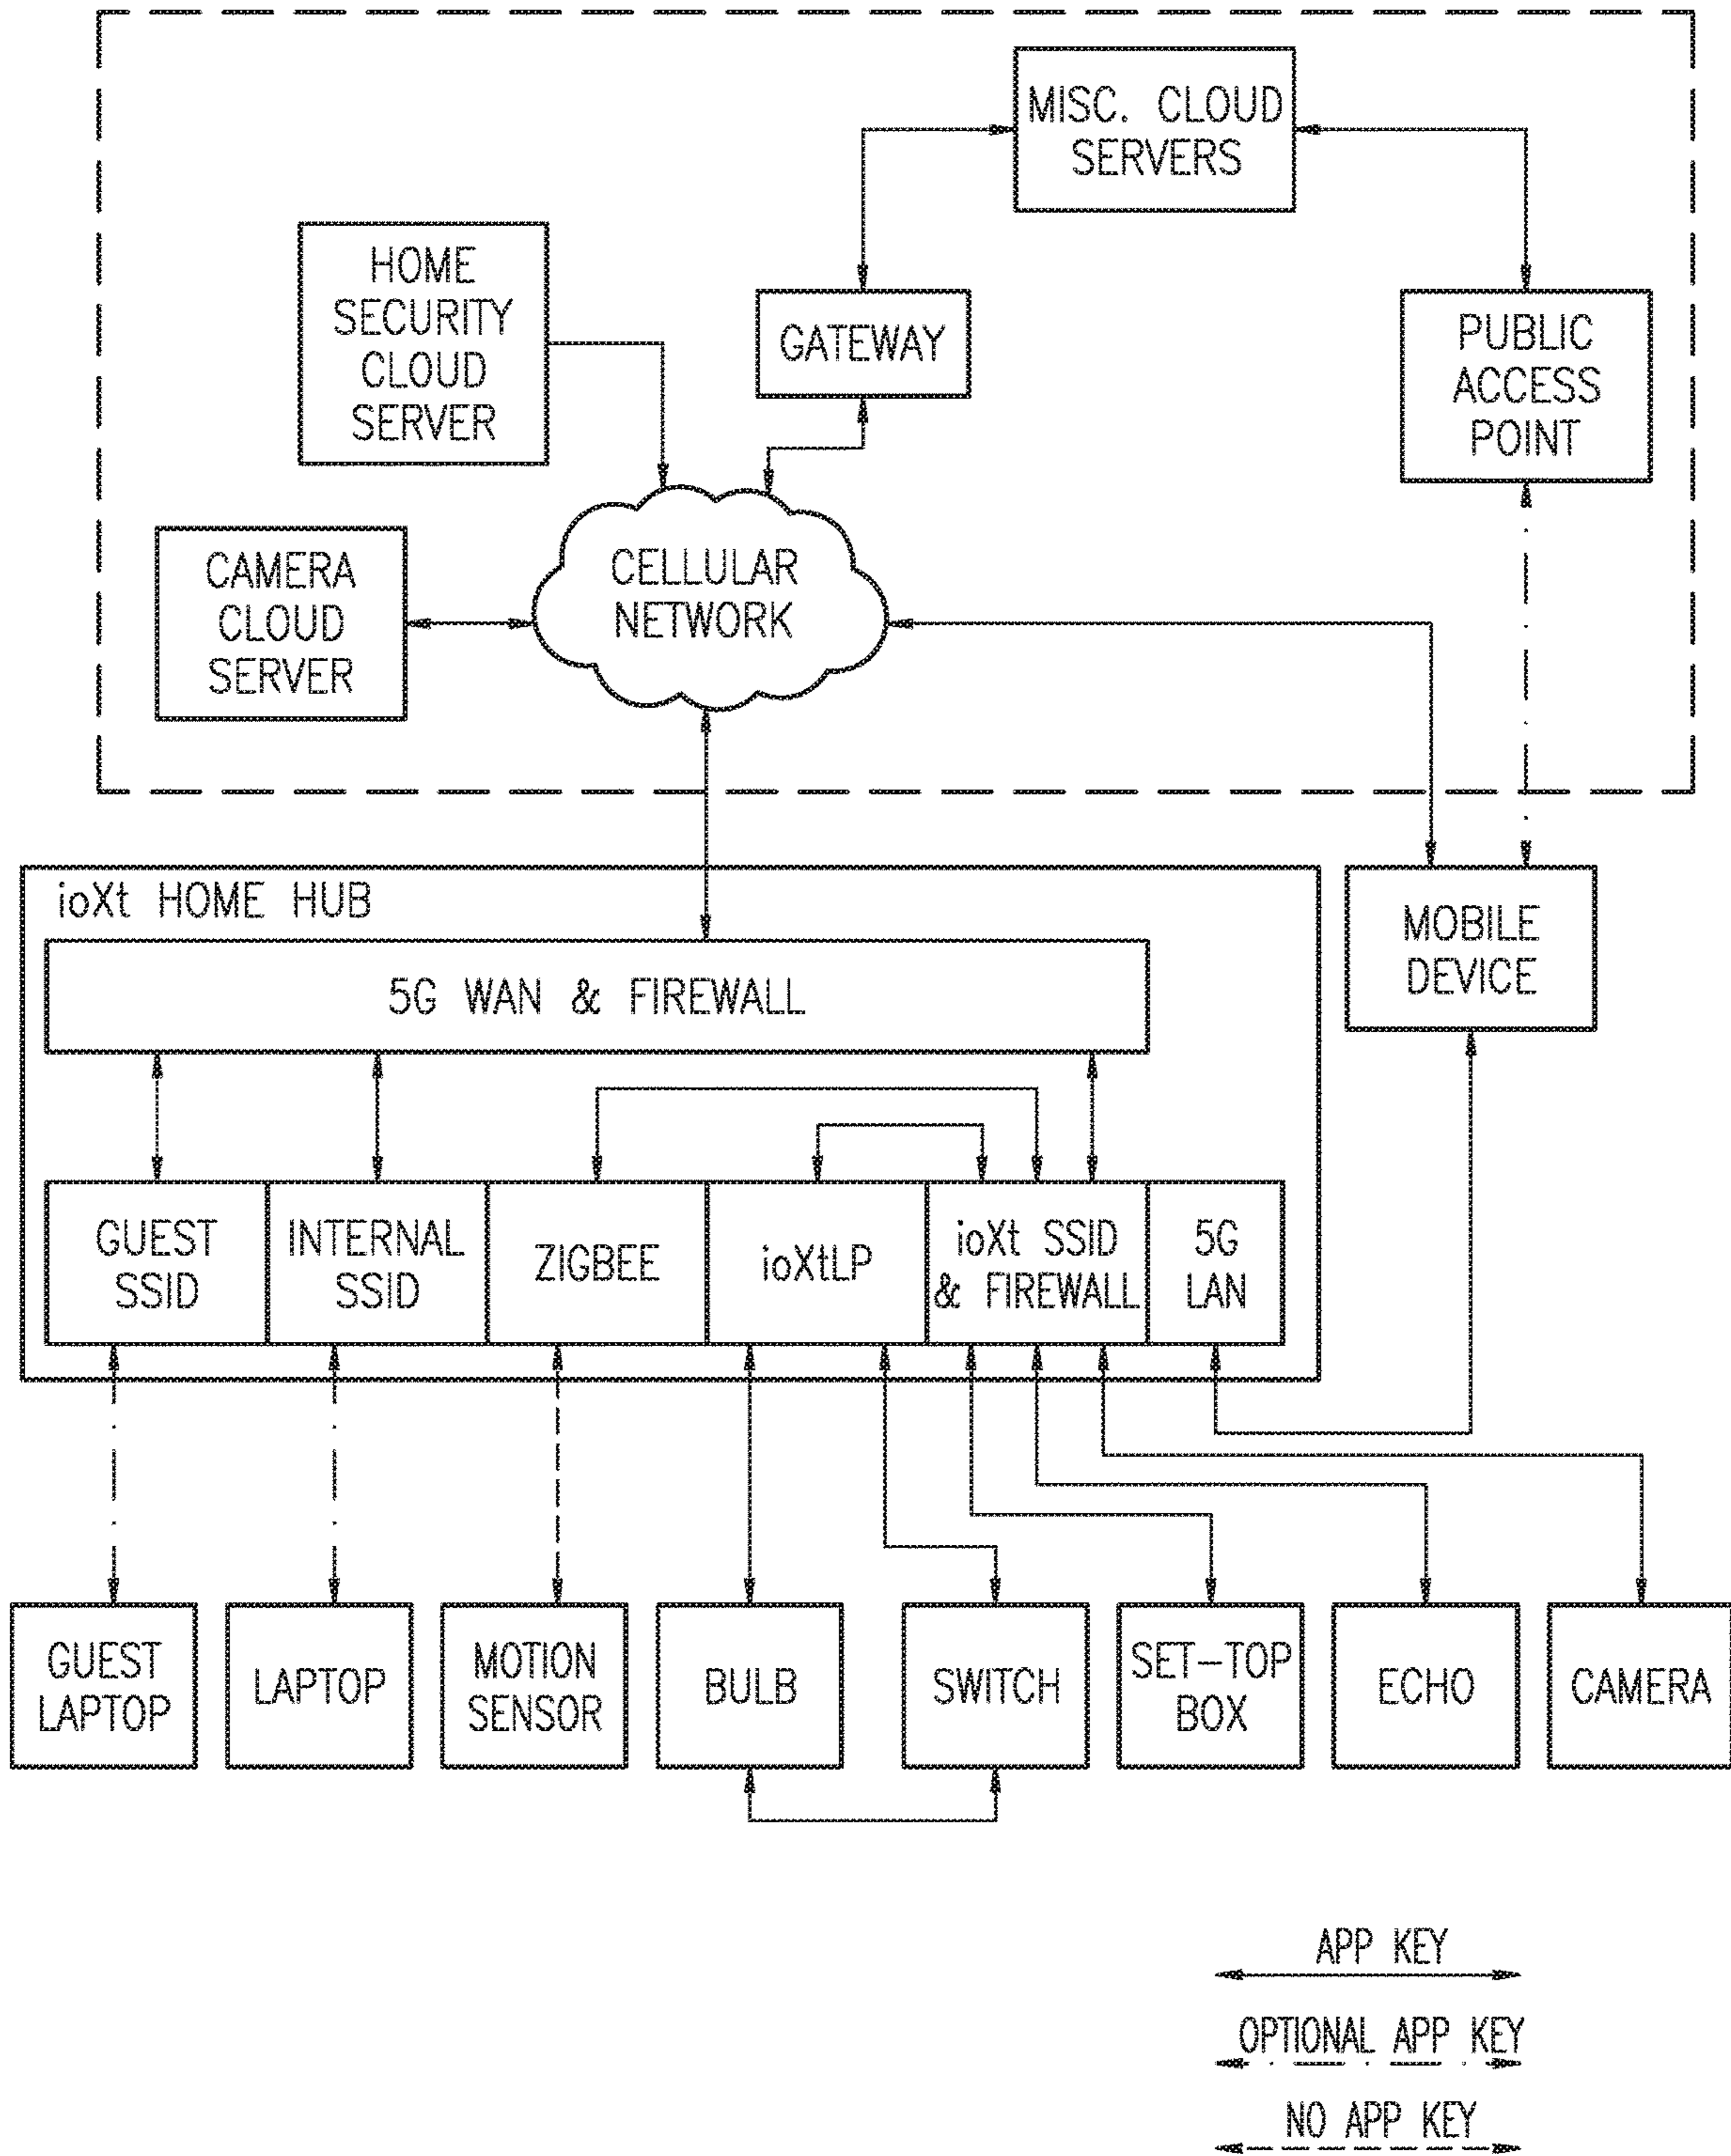 MISC. CLOUD
SERVERS
HOME
SECURITY
CLOUD
SERVER
GATEWAY
PUBLIC
ACCESS
POINT
CAMERA
CLOUD
SERVER
CELLULAR
NETWORK
ioXt HOME HUB
5G WAN & FIREWALL
MOBILE
DEVICE
GUEST
SSID
INTERNAL
SSID
ZIGBEE
ioXtLP
ioXt SSID
& FIREWALL
5G
LAN
GUEST
LAPTOP
LAPTOP
MOTION
SENSOR
BULB
SWITCH
SET-TOP
BOX
ECHO
CAMERA
APP KEY
OPTIONAL APP KEY
NO APP KEY